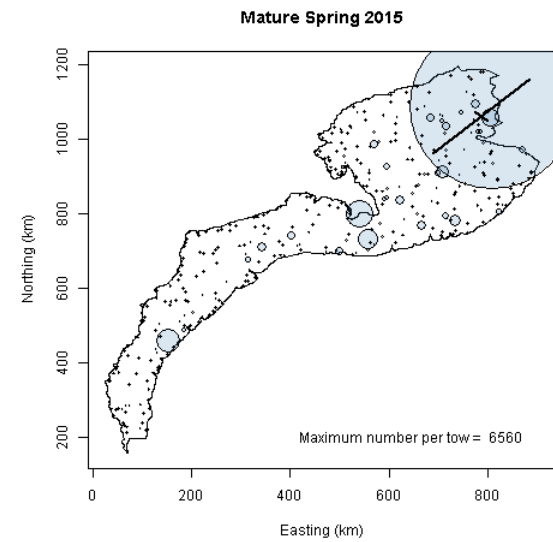 Mature Spring 2015
1200
1000
800
600
400
200
Northing (km)
Maximum number per tow = 6560
0 200 400 600 800
Easting (km)